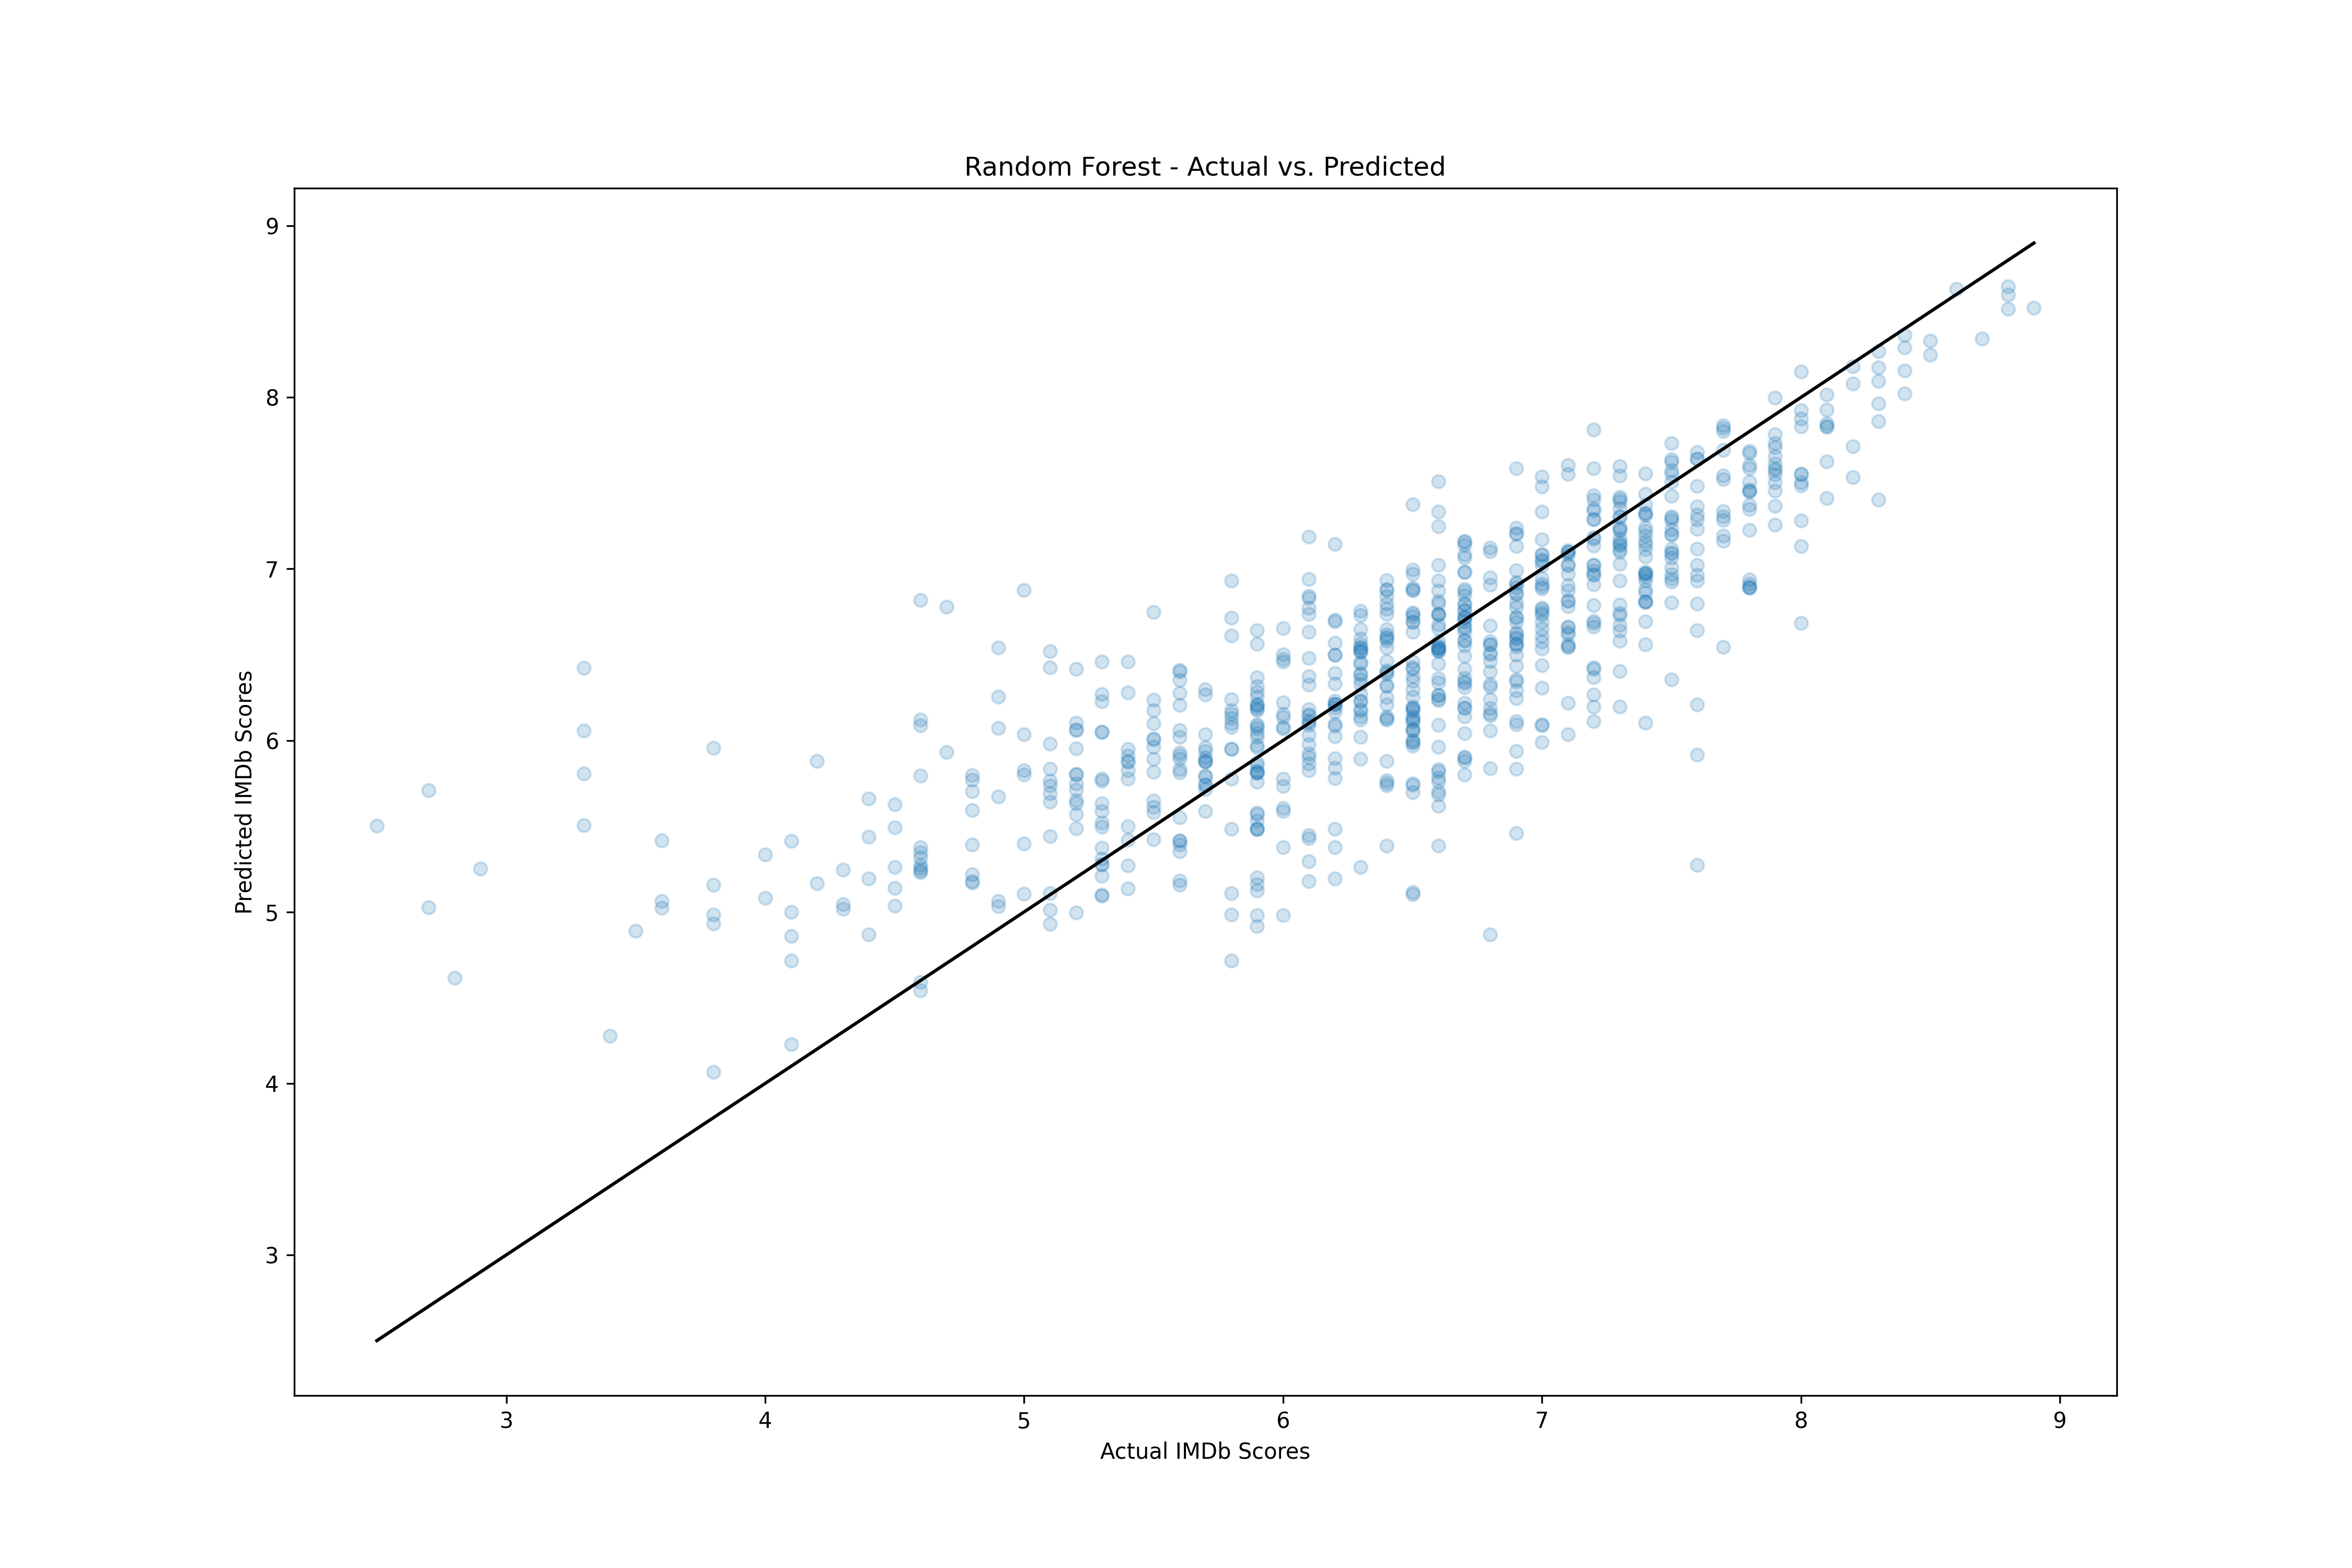 Random Forest - Actual vs. Predicted
9
8
7
6
5
4
3
Predicted IMDb Scores
3 4 5 6 7 8 9
Actual IMDb Scores